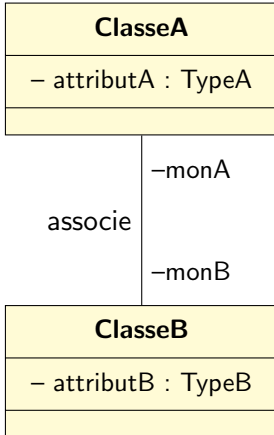 ClasseA
– attributA : TypeA
–monA
associe
–monB
ClasseB
– attributB : TypeB